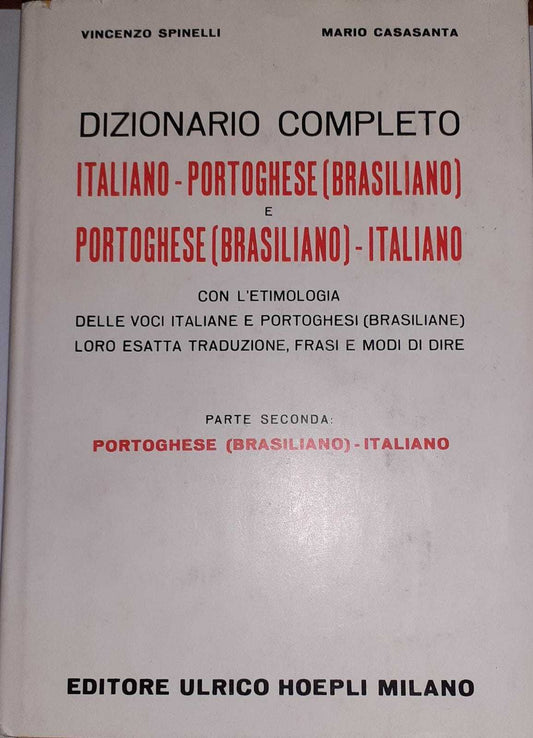 VINCENZO SPINELLI MARIO CASASANTA
DIZIONARIO COMPLETO
ITALIANO - PORTOGHESE (BRASILIANO)
E
PORTOGHESE (BRASILIANO) - ITALIANO
CON L'ETIMOLOGIA
DELLE VOCI ITALIANE E PORTOGHESI (BRASILIANE)
LORO ESATTA TRADUZIONE, FRASI E MODI DI DIRE
PARTE SECONDA:
PORTOGHESE (BRASILIANO) - ITALIANO
EDITORE ULRICO HOEPLI MILANO